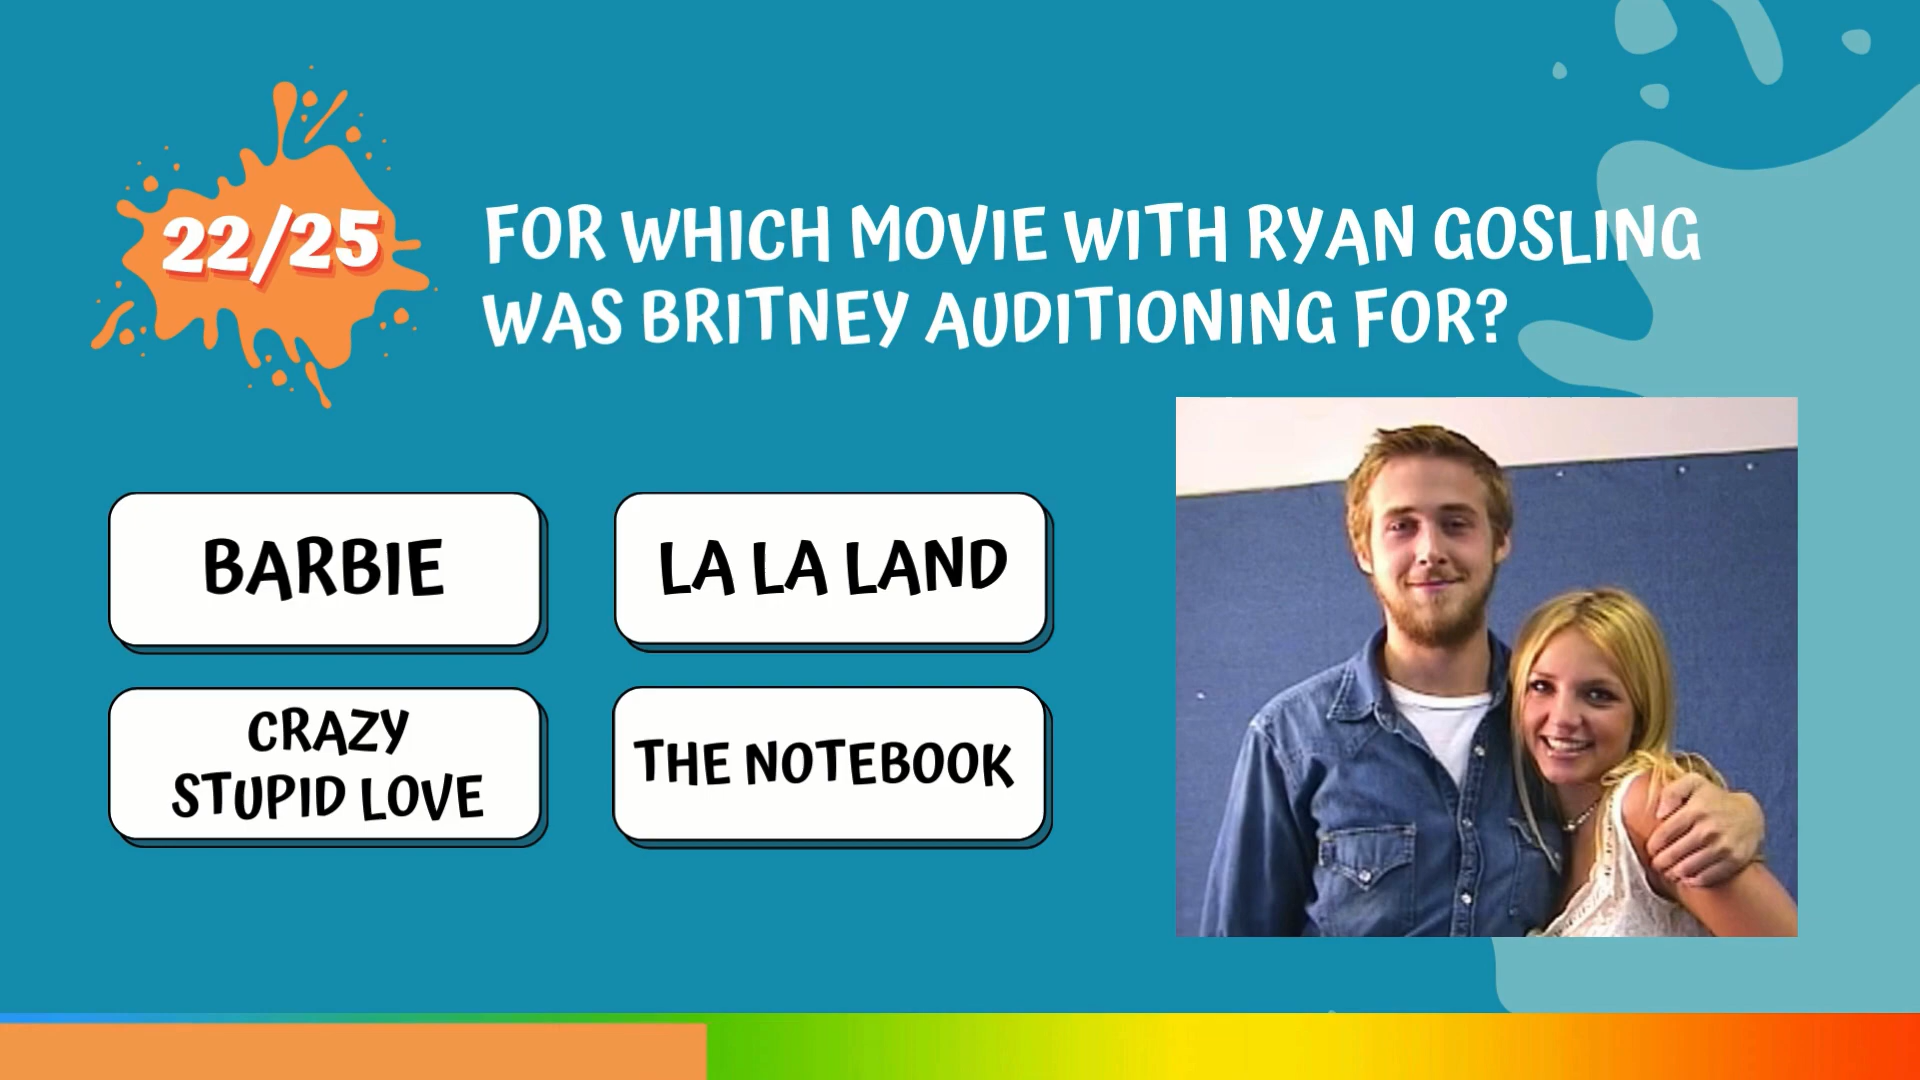 22/25
FOR WHICH MOVIE WITH RYAN GOSLING
WAS BRITNEY AUDITIONING FOR?
BARBIE
LA LA LAND
CRAZY
STUPID LOVE
THE NOTEBOOK